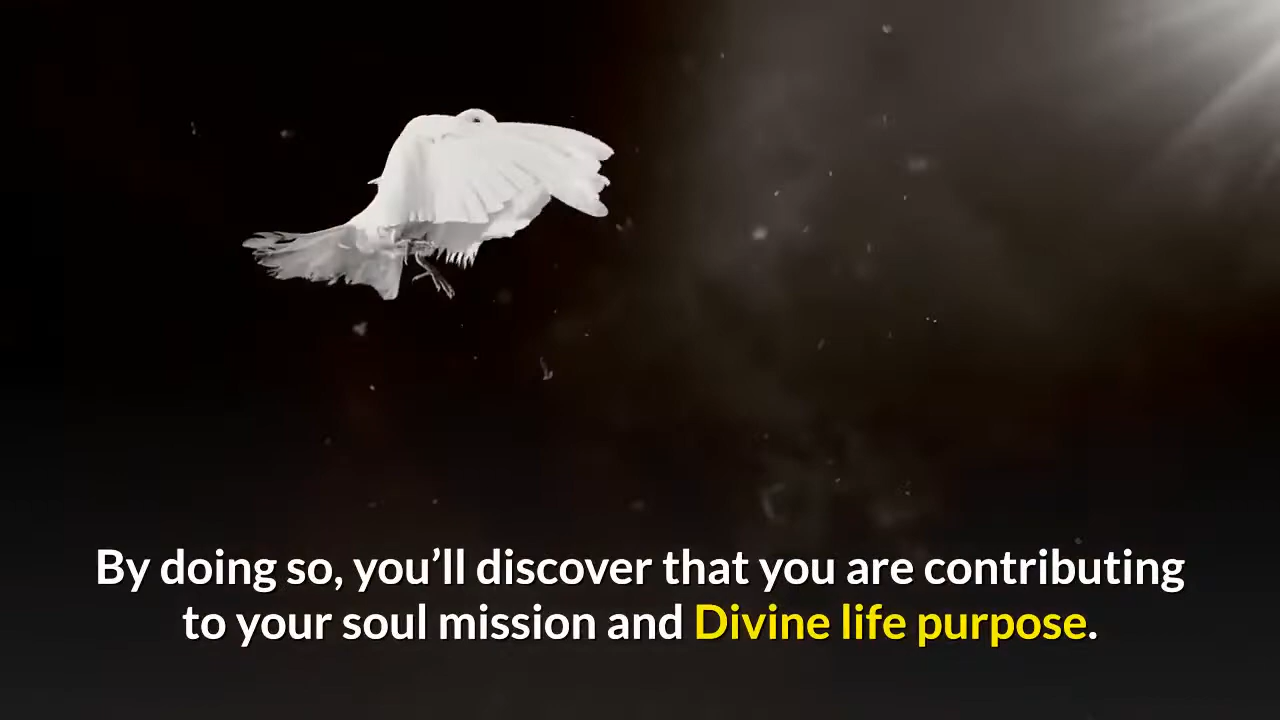 By doing so, you’ll discover that you are contributing
to your soul mission and Divine life purpose.